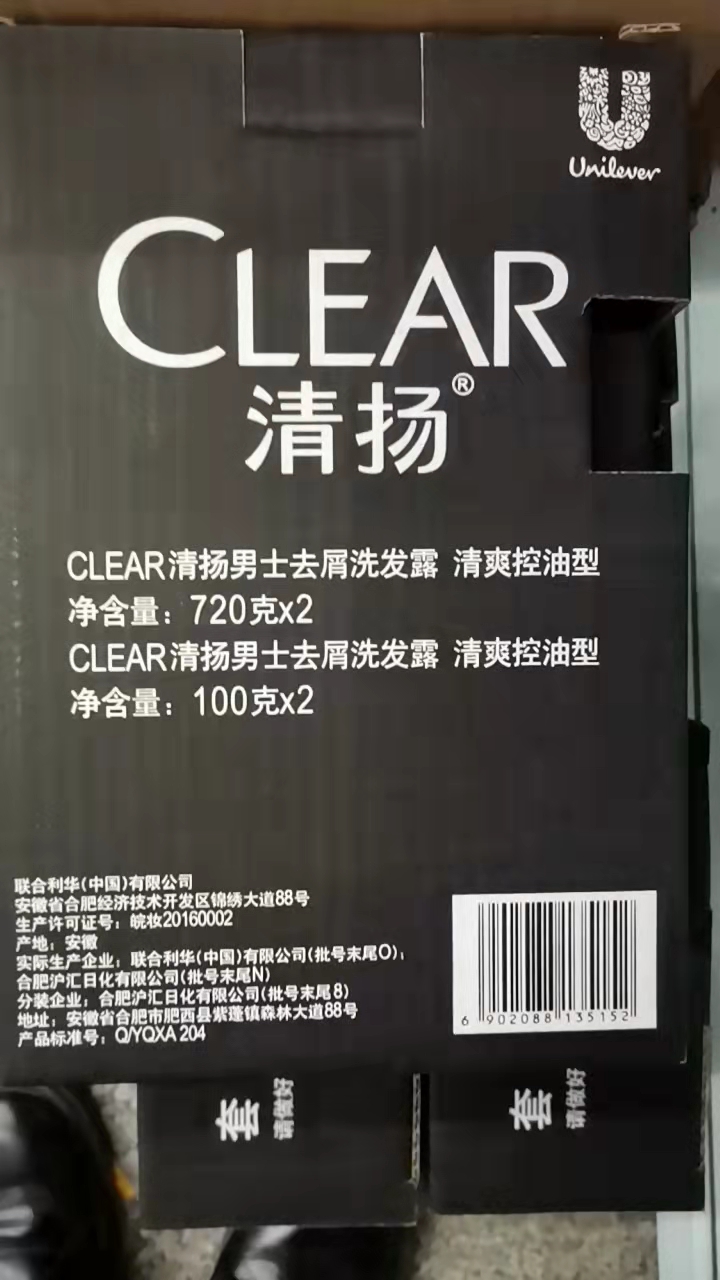 Unilever
CLEAR
清扬®
CLEAR清扬男士去屑洗发露 清爽控油型
净含量：720克x2
CLEAR清扬男士去屑洗发露 清爽控油型
净含量：100克x2
联合利华(中国)有限公司
安徽省合肥经济技术开发区锦绣大道88号
生产许可证号：皖妆20160002
产地：安徽
实际生产企业：联合利华(中国)有限公司(批号末尾O)；
合肥沪汇日化有限公司(批号末尾N)
分装企业：合肥沪汇日化有限公司(批号末尾8)
地址：安徽省合肥市肥西县紫蓬镇森林大道88号
产品标准号：Q/YQXA 204
6 902088 135152
套
请做好
套
请做好